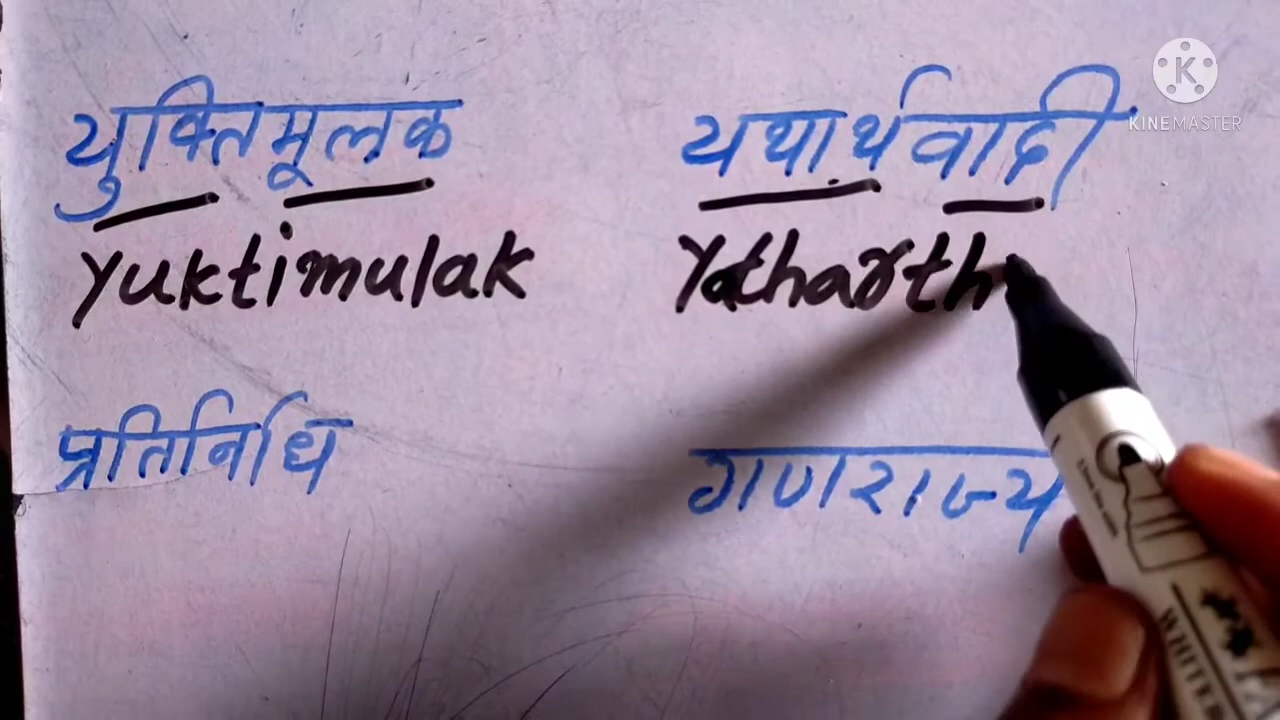 युक्तिमूलक यथार्थवादी
KINEMASTER
Yuktimulak Yatharth
प्रतिनिधि गणराज्य